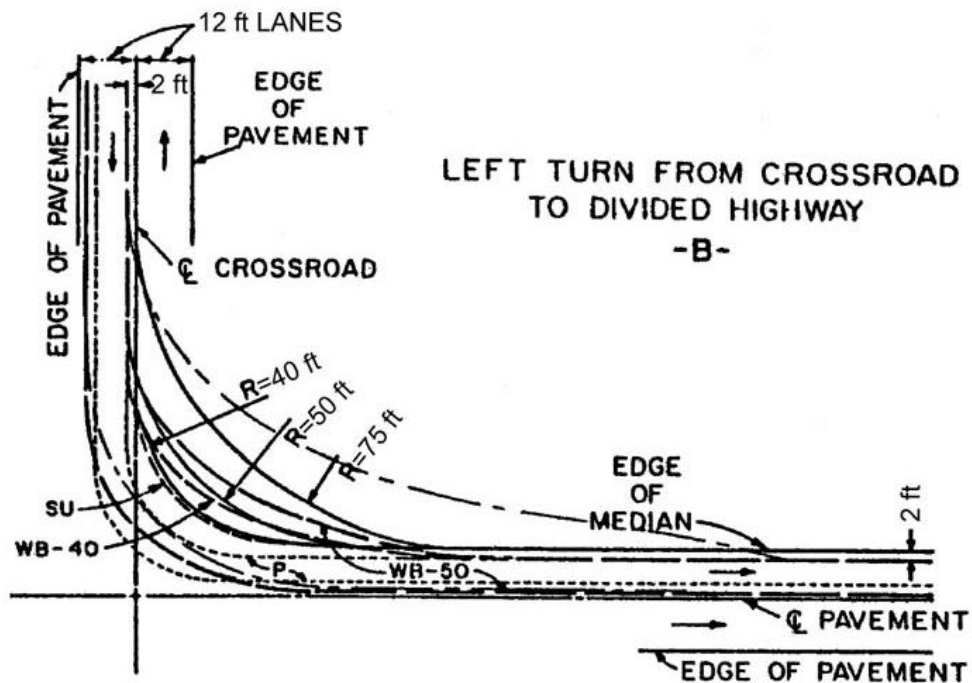 12 ft LANES
2 ft
EDGE
OF
PAVEMENT
EDGE OF PAVEMENT
LEFT TURN FROM CROSSROAD
TO DIVIDED HIGHWAY
-B-
℄ CROSSROAD
R=40 ft
R=50 ft
R=75 ft
EDGE
OF
MEDIAN
2 ft
SU
WB-40
P
WB-50
℄ PAVEMENT
EDGE OF PAVEMENT